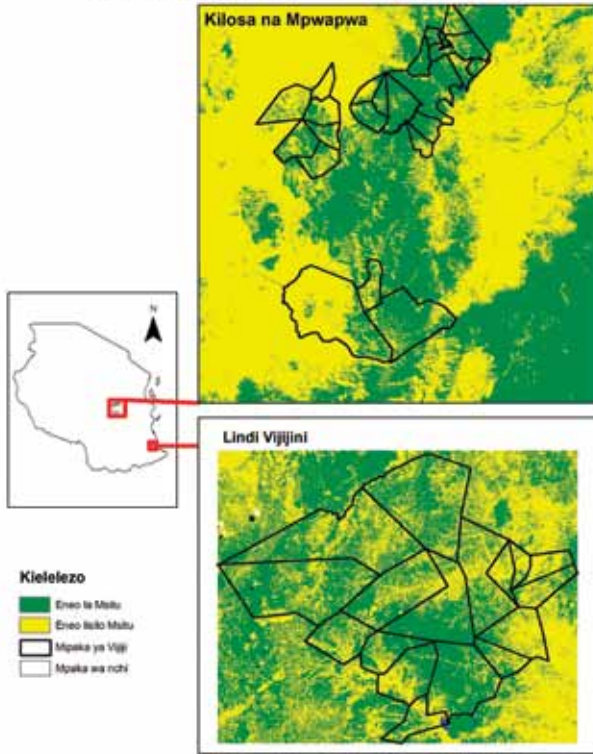 Kilosa na Mpwapwa
N
Lindi Vijijini
Kielelezo
Eneo la Msitu
Eneo lisilo Msitu
Mipaka ya Vijiji
Mpaka wa nchi